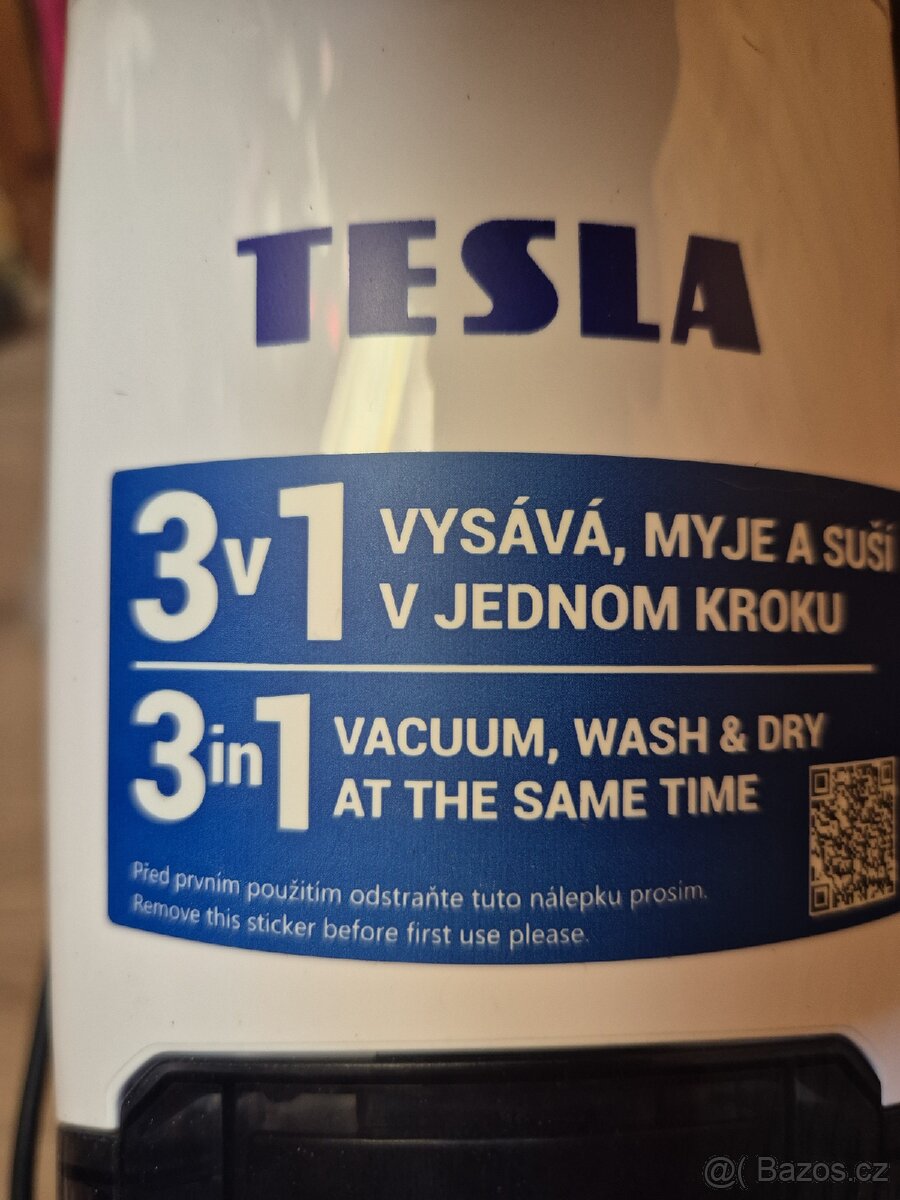 TESLA
3v1 VYSÁVÁ, MYJE A SUŠÍ
V JEDNOM KROKU
3in1 VACUUM, WASH & DRY
AT THE SAME TIME
Před prvním použitím odstraňte tuto nálepku prosím.
Remove this sticker before first use please.
@( Bazos.cz